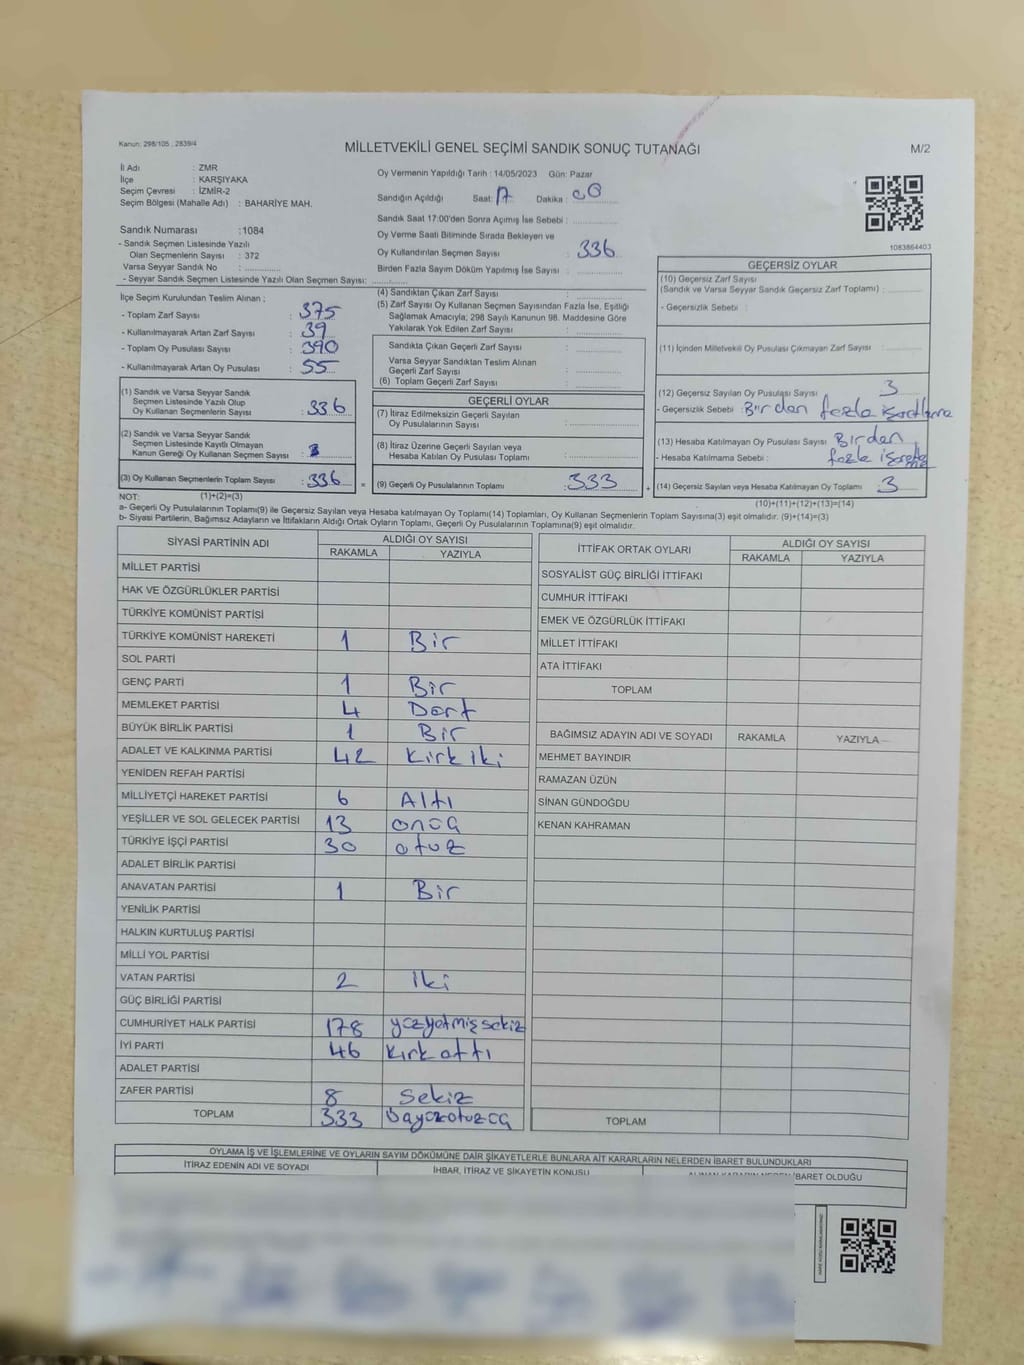 Kanun: 298/105 , 2839/4
MİLLETVEKİLİ GENEL SEÇİMİ SANDIK SONUÇ TUTANAĞI
M/2
İl Adı : ZMR
İlçe : KARŞIYAKA
Seçim Çevresi : İZMİR-2
Seçim Bölgesi (Mahalle Adı) : BAHARİYE MAH.
Sandık Numarası :1084
- Sandık Seçmen Listesinde Yazılı
Olan Seçmenlerin Sayısı : 372
Varsa Seyyar Sandık No :
- Seyyar Sandık Seçmen Listesinde Yazılı Olan Seçmen Sayısı:
İlçe Seçim Kurulundan Teslim Alınan ;
- Toplam Zarf Sayısı : 375
- Kullanılmayarak Artan Zarf Sayısı : 39
- Toplam Oy Pusulası Sayısı : 390
- Kullanılmayarak Artan Oy Pusulası : 55
(1) Sandık ve Varsa Seyyar Sandık
Seçmen Listesinde Yazılı Olup
Oy Kullanan Seçmenlerin Sayısı : 336
(2) Sandık ve Varsa Seyyar Sandık
Seçmen Listesinde Kayıtlı Olmayan
Kanun Gereği Oy Kullanan Seçmen Sayısı :
(3) Oy Kullanan Seçmenlerin Toplam Sayısı : 336 =
Oy Vermenin Yapıldığı Tarih : 14/05/2023 Gün: Pazar
Sandığın Açıldığı Saat: 17 Dakika : 00
Sandık Saat 17:00'den Sonra Açımış İse Sebebi :
Oy Verme Saati Bitiminde Sırada Bekleyen ve
Oy Kullandırılan Seçmen Sayısı : 336
Birden Fazla Sayım Döküm Yapılmış İse Sayısı :
(4) Sandıktan Çıkan Zarf Sayısı :
(5) Zarf Sayısı Oy Kullanan Seçmen Sayısından Fazla İse, Eşitliği
Sağlamak Amacıyla; 298 Sayılı Kanunun 98. Maddesine Göre
Yakılarak Yok Edilen Zarf Sayısı :
Sandıkta Çıkan Geçerli Zarf Sayısı :
Varsa Seyyar Sandıktan Teslim Alınan
Geçerli Zarf Sayısı :
(6) Toplam Geçerli Zarf Sayısı :
GEÇERLİ OYLAR
(7) İtiraz Edilmeksizin Geçerli Sayılan
Oy Pusulalarının Sayısı :
(8) İtiraz Üzerine Geçerli Sayılan veya
Hesaba Katılan Oy Pusulası Toplamı :
(9) Geçerli Oy Pusulalarının Toplamı :333 +
1083864403
GEÇERSİZ OYLAR
(10) Geçersiz Zarf Sayısı
(Sandık ve Varsa Seyyar Sandık Geçersiz Zarf Toplamı) :
- Geçersizlik Sebebi :
(11) İçinden Milletvekili Oy Pusulası Çıkmayan Zarf Sayısı :
(12) Geçersiz Sayılan Oy Pusulası Sayısı : 3
- Geçersizlik Sebebi : Birden fazla işaretleme
(13) Hesaba Katılmayan Oy Pusulası Sayısı : Birden
- Hesaba Katılmama Sebebi : fazla
(14) Geçersiz Sayılan veya Hesaba Katılmayan Oy Toplamı : 3
NOT: (1)+(2)=(3)
(10)+(11)+(12)+(13)=(14)
a- Geçerli Oy Pusulalarının Toplamı(9) ile Geçersiz Sayılan veya Hesaba katılmayan Oy Toplamı(14) Toplamları, Oy Kullanan Seçmenlerin Toplam Sayısına(3) eşit olmalıdır. (9)+(14)=(3)
b- Siyasi Partilerin, Bağımsız Adayların ve İttifakların Aldığı Ortak Oyların Toplamı, Geçerli Oy Pusulalarının Toplamına(9) eşit olmalıdır.
SİYASİ PARTİNİN ADI ALDIĞI OY SAYISI
RAKAMLA YAZIYLA
MİLLET PARTİSİ
HAK VE ÖZGÜRLÜKLER PARTİSİ
TÜRKİYE KOMÜNİST PARTİSİ
TÜRKİYE KOMÜNİST HAREKETİ 1 Bir
SOL PARTİ
GENÇ PARTİ 1 Bir
MEMLEKET PARTİSİ 4 Dört
BÜYÜK BİRLİK PARTİSİ 1 Bir
ADALET VE KALKINMA PARTİSİ 42 Kırk İki
YENİDEN REFAH PARTİSİ
MİLLİYETÇİ HAREKET PARTİSİ 6 Altı
YEŞİLLER VE SOL GELECEK PARTİSİ 13 onüç
TÜRKİYE İŞÇİ PARTİSİ 30 otuz
ADALET BİRLİK PARTİSİ
ANAVATAN PARTİSİ 1 Bir
YENİLİK PARTİSİ
HALKIN KURTULUŞ PARTİSİ
MİLLİ YOL PARTİSİ
VATAN PARTİSİ 2 İki
GÜÇ BİRLİĞİ PARTİSİ
CUMHURİYET HALK PARTİSİ 178 yüzyetmişsekiz
İYİ PARTİ 46 Kırk altı
ADALET PARTİSİ
ZAFER PARTİSİ 8 Sekiz
TOPLAM 333 üçyüzotuzüç
İTTİFAK ORTAK OYLARI ALDIĞI OY SAYISI
RAKAMLA YAZIYLA
SOSYALİST GÜÇ BİRLİĞİ İTTİFAKI
CUMHUR İTTİFAKI
EMEK VE ÖZGÜRLÜK İTTİFAKI
MİLLET İTTİFAKI
ATA İTTİFAKI
TOPLAM
BAĞIMSIZ ADAYIN ADI VE SOYADI RAKAMLA YAZIYLA
MEHMET BAYINDIR
RAMAZAN ÜZÜN
SİNAN GÜNDOĞDU
KENAN KAHRAMAN
TOPLAM
OYLAMA İŞ VE İŞLEMLERİNE VE OYLARIN SAYIM DÖKÜMÜNE DAİR ŞİKAYETLERLE BUNLARA AİT KARARLARIN NELERDEN İBARET BULUNDUKLARI
İTİRAZ EDENİN ADI VE SOYADI İHBAR, İTİRAZ VE ŞİKAYETİN KONUSU İBARET OLDUĞU